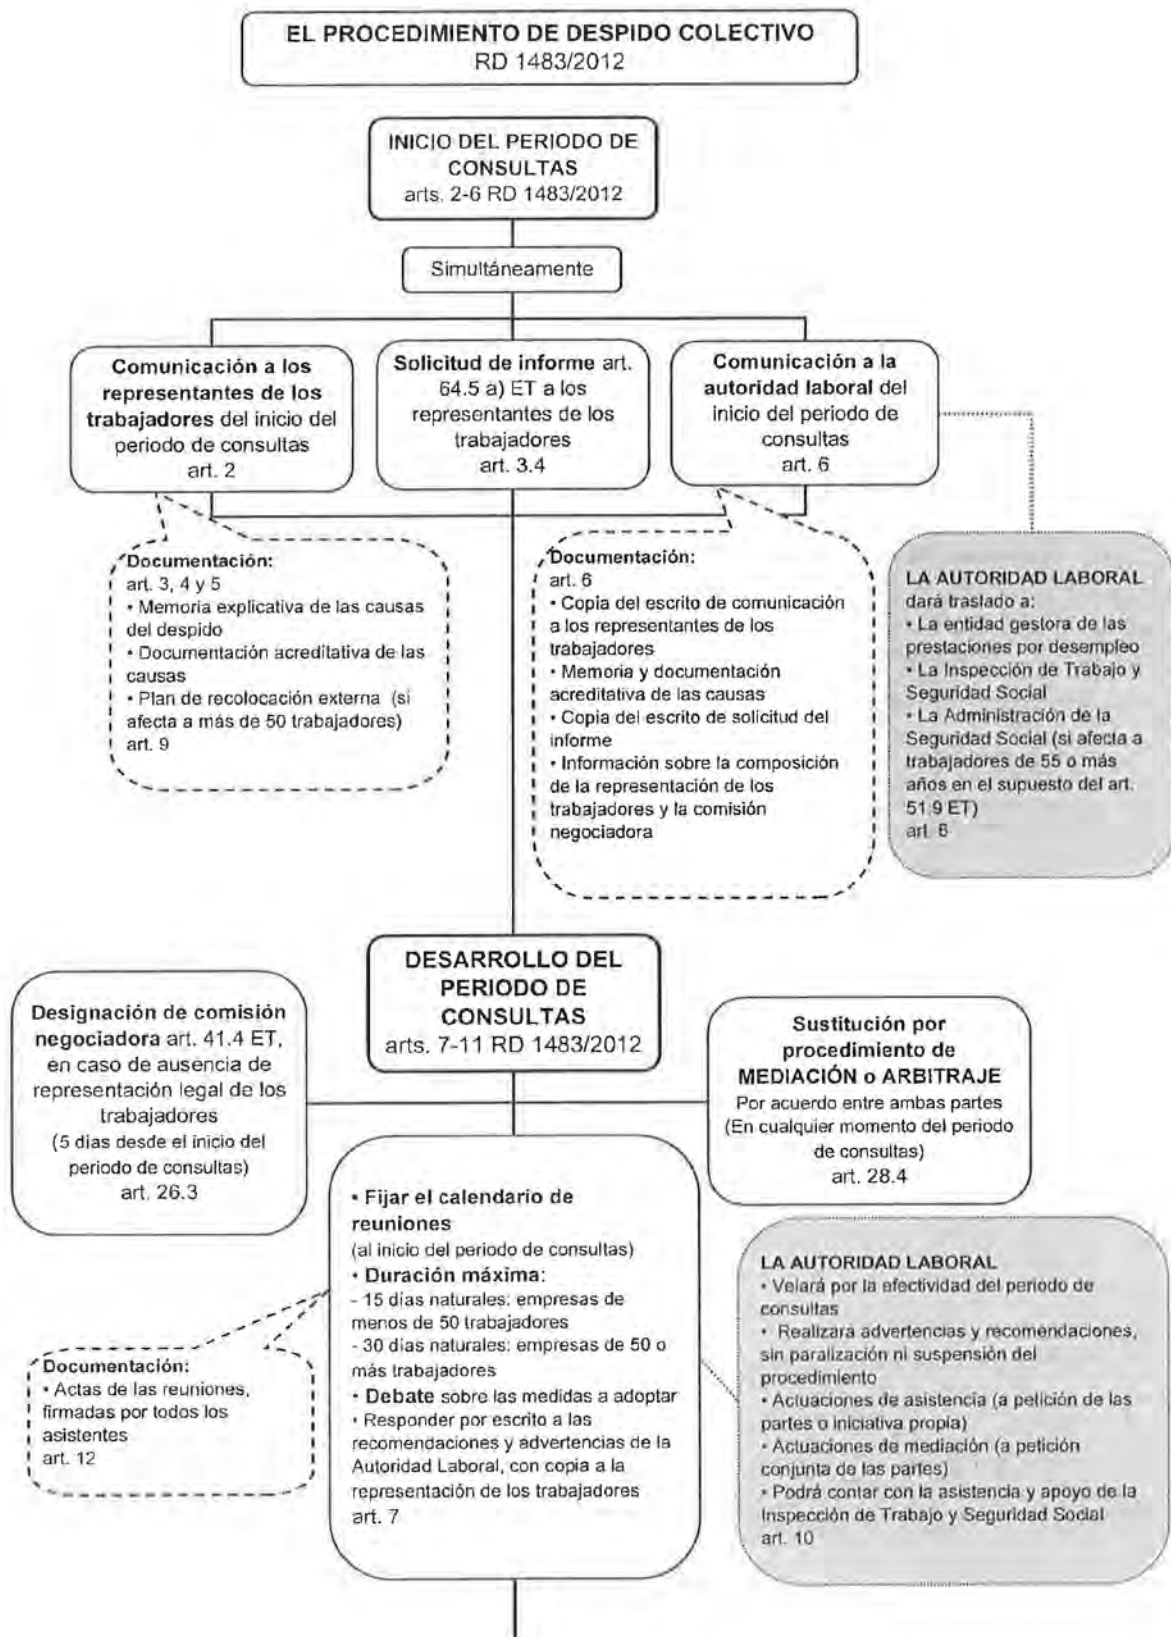 EL PROCEDIMIENTO DE DESPIDO COLECTIVO
RD 1483/2012
INICIO DEL PERIODO DE
CONSULTAS
arts. 2-6 RD 1483/2012
Simultáneamente
Comunicación a los
representantes de los
trabajadores del inicio del
periodo de consultas
art. 2
Solicitud de informe art.
64.5 a) ET a los
representantes de los
trabajadores
art. 3.4
Comunicación a la
autoridad laboral del
inicio del periodo de
consultas
art. 6
Documentación:
art. 3, 4 y 5
• Memoria explicativa de las causas
del despido
• Documentación acreditativa de las
causas
• Plan de recolocación externa (si
afecta a más de 50 trabajadores)
art. 9
Documentación:
art. 6
• Copia del escrito de comunicación
a los representantes de los
trabajadores
• Memoria y documentación
acreditativa de las causas
• Copia del escrito de solicitud del
informe
• Información sobre la composición
de la representación de los
trabajadores y la comisión
negociadora
LA AUTORIDAD LABORAL
dará traslado a:
• La entidad gestora de las
prestaciones por desempleo
• La Inspección de Trabajo y
Seguridad Social
• La Administración de la
Seguridad Social (si afecta a
trabajadores de 55 o más
años en el supuesto del art.
51.9 ET)
art. 6
DESARROLLO DEL
PERIODO DE
CONSULTAS
arts. 7-11 RD 1483/2012
Designación de comisión
negociadora art. 41.4 ET,
en caso de ausencia de
representación legal de los
trabajadores
(5 días desde el inicio del
periodo de consultas)
art. 26.3
Sustitución por
procedimiento de
MEDIACIÓN o ARBITRAJE
Por acuerdo entre ambas partes
(En cualquier momento del periodo
de consultas)
art. 28.4
• Fijar el calendario de
reuniones
(al inicio del periodo de consultas)
• Duración máxima:
- 15 días naturales: empresas de
menos de 50 trabajadores
- 30 días naturales: empresas de 50 o
más trabajadores
• Debate sobre las medidas a adoptar
• Responder por escrito a las
recomendaciones y advertencias de la
Autoridad Laboral, con copia a la
representación de los trabajadores
art. 7
Documentación:
• Actas de las reuniones,
firmadas por todos los
asistentes
art. 12
LA AUTORIDAD LABORAL
• Velará por la efectividad del periodo de
consultas
• Realizara advertencias y recomendaciones,
sin paralización ni suspensión del
procedimiento
• Actuaciones de asistencia (a petición de las
partes o iniciativa propia)
• Actuaciones de mediación (a petición
conjunta de las partes)
• Podrá contar con la asistencia y apoyo de la
Inspección de Trabajo y Seguridad Social
art. 10